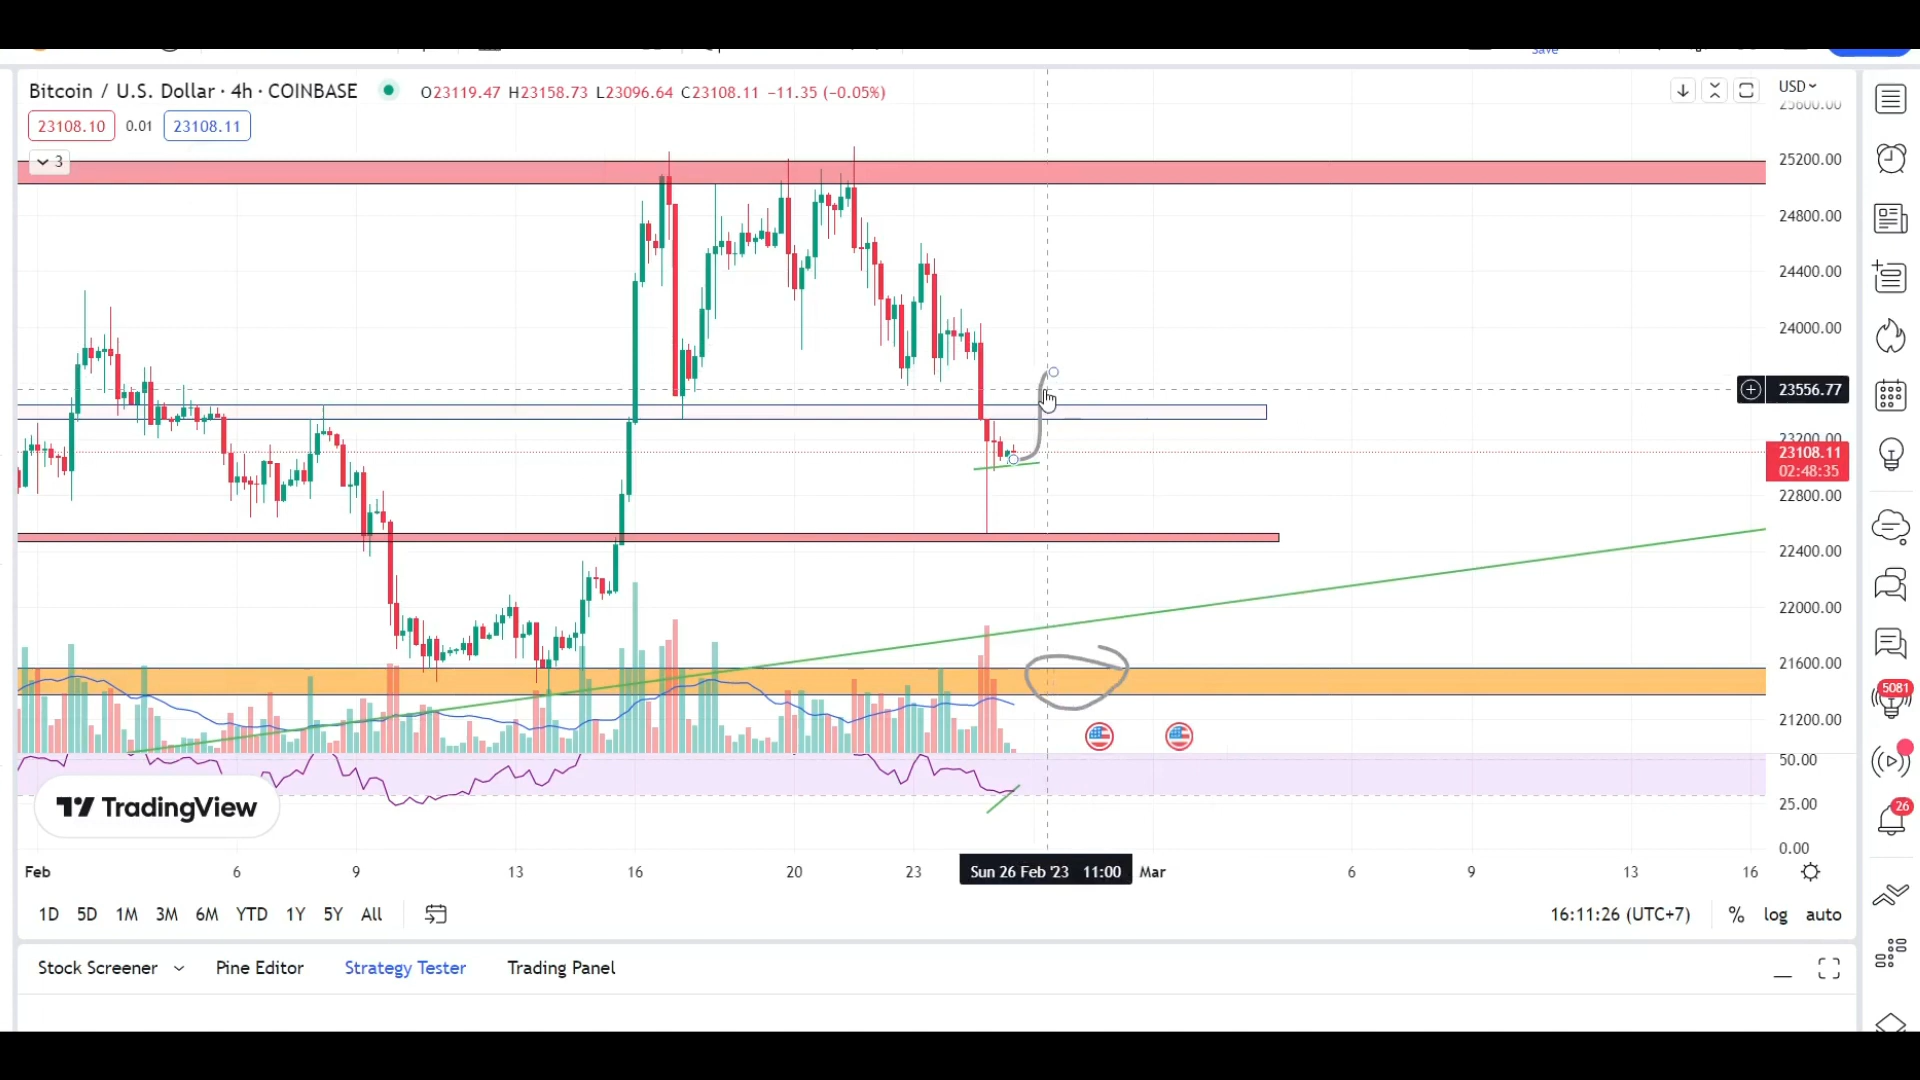 Save
Bitcoin / U.S. Dollar · 4h · COINBASE
O23119.47 H23158.73 L23096.64 C23108.11 −11.35 (−0.05%)
USD
23108.10
0.01
23108.11
3
25600.00
25200.00
24800.00
24400.00
24000.00
23556.77
23200.00
23108.11
02:48:35
22800.00
22400.00
22000.00
21600.00
21200.00
50.00
25.00
0.00
5081
26
TradingView
Feb
6
9
13
16
20
23
Sun 26 Feb '23 11:00
Mar
6
9
13
16
1D 5D 1M 3M 6M YTD 1Y 5Y All
16:11:26 (UTC+7)
% log auto
Stock Screener Pine Editor Strategy Tester Trading Panel